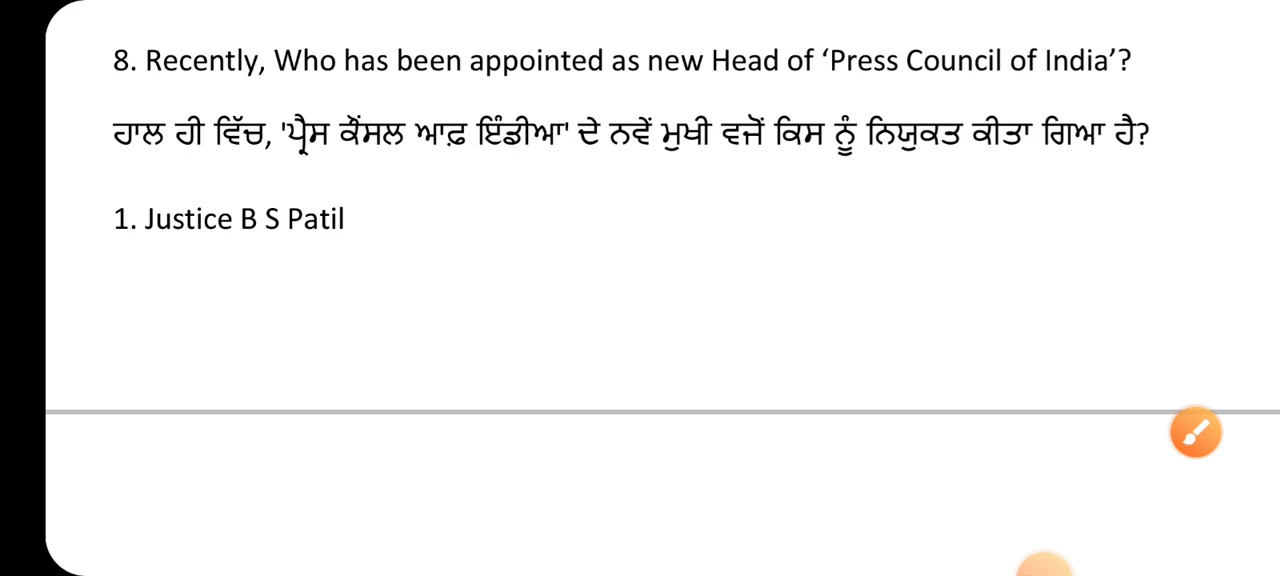 8. Recently, Who has been appointed as new Head of ‘Press Council of India’?
ਹਾਲ ਹੀ ਵਿੱਚ, 'ਪ੍ਰੈਸ ਕੌਂਸਲ ਆਫ਼ ਇੰਡੀਆ' ਦੇ ਨਵੇਂ ਮੁਖੀ ਵਜੋਂ ਕਿਸ ਨੂੰ ਨਿਯੁਕਤ ਕੀਤਾ ਗਿਆ ਹੈ?
1. Justice B S Patil